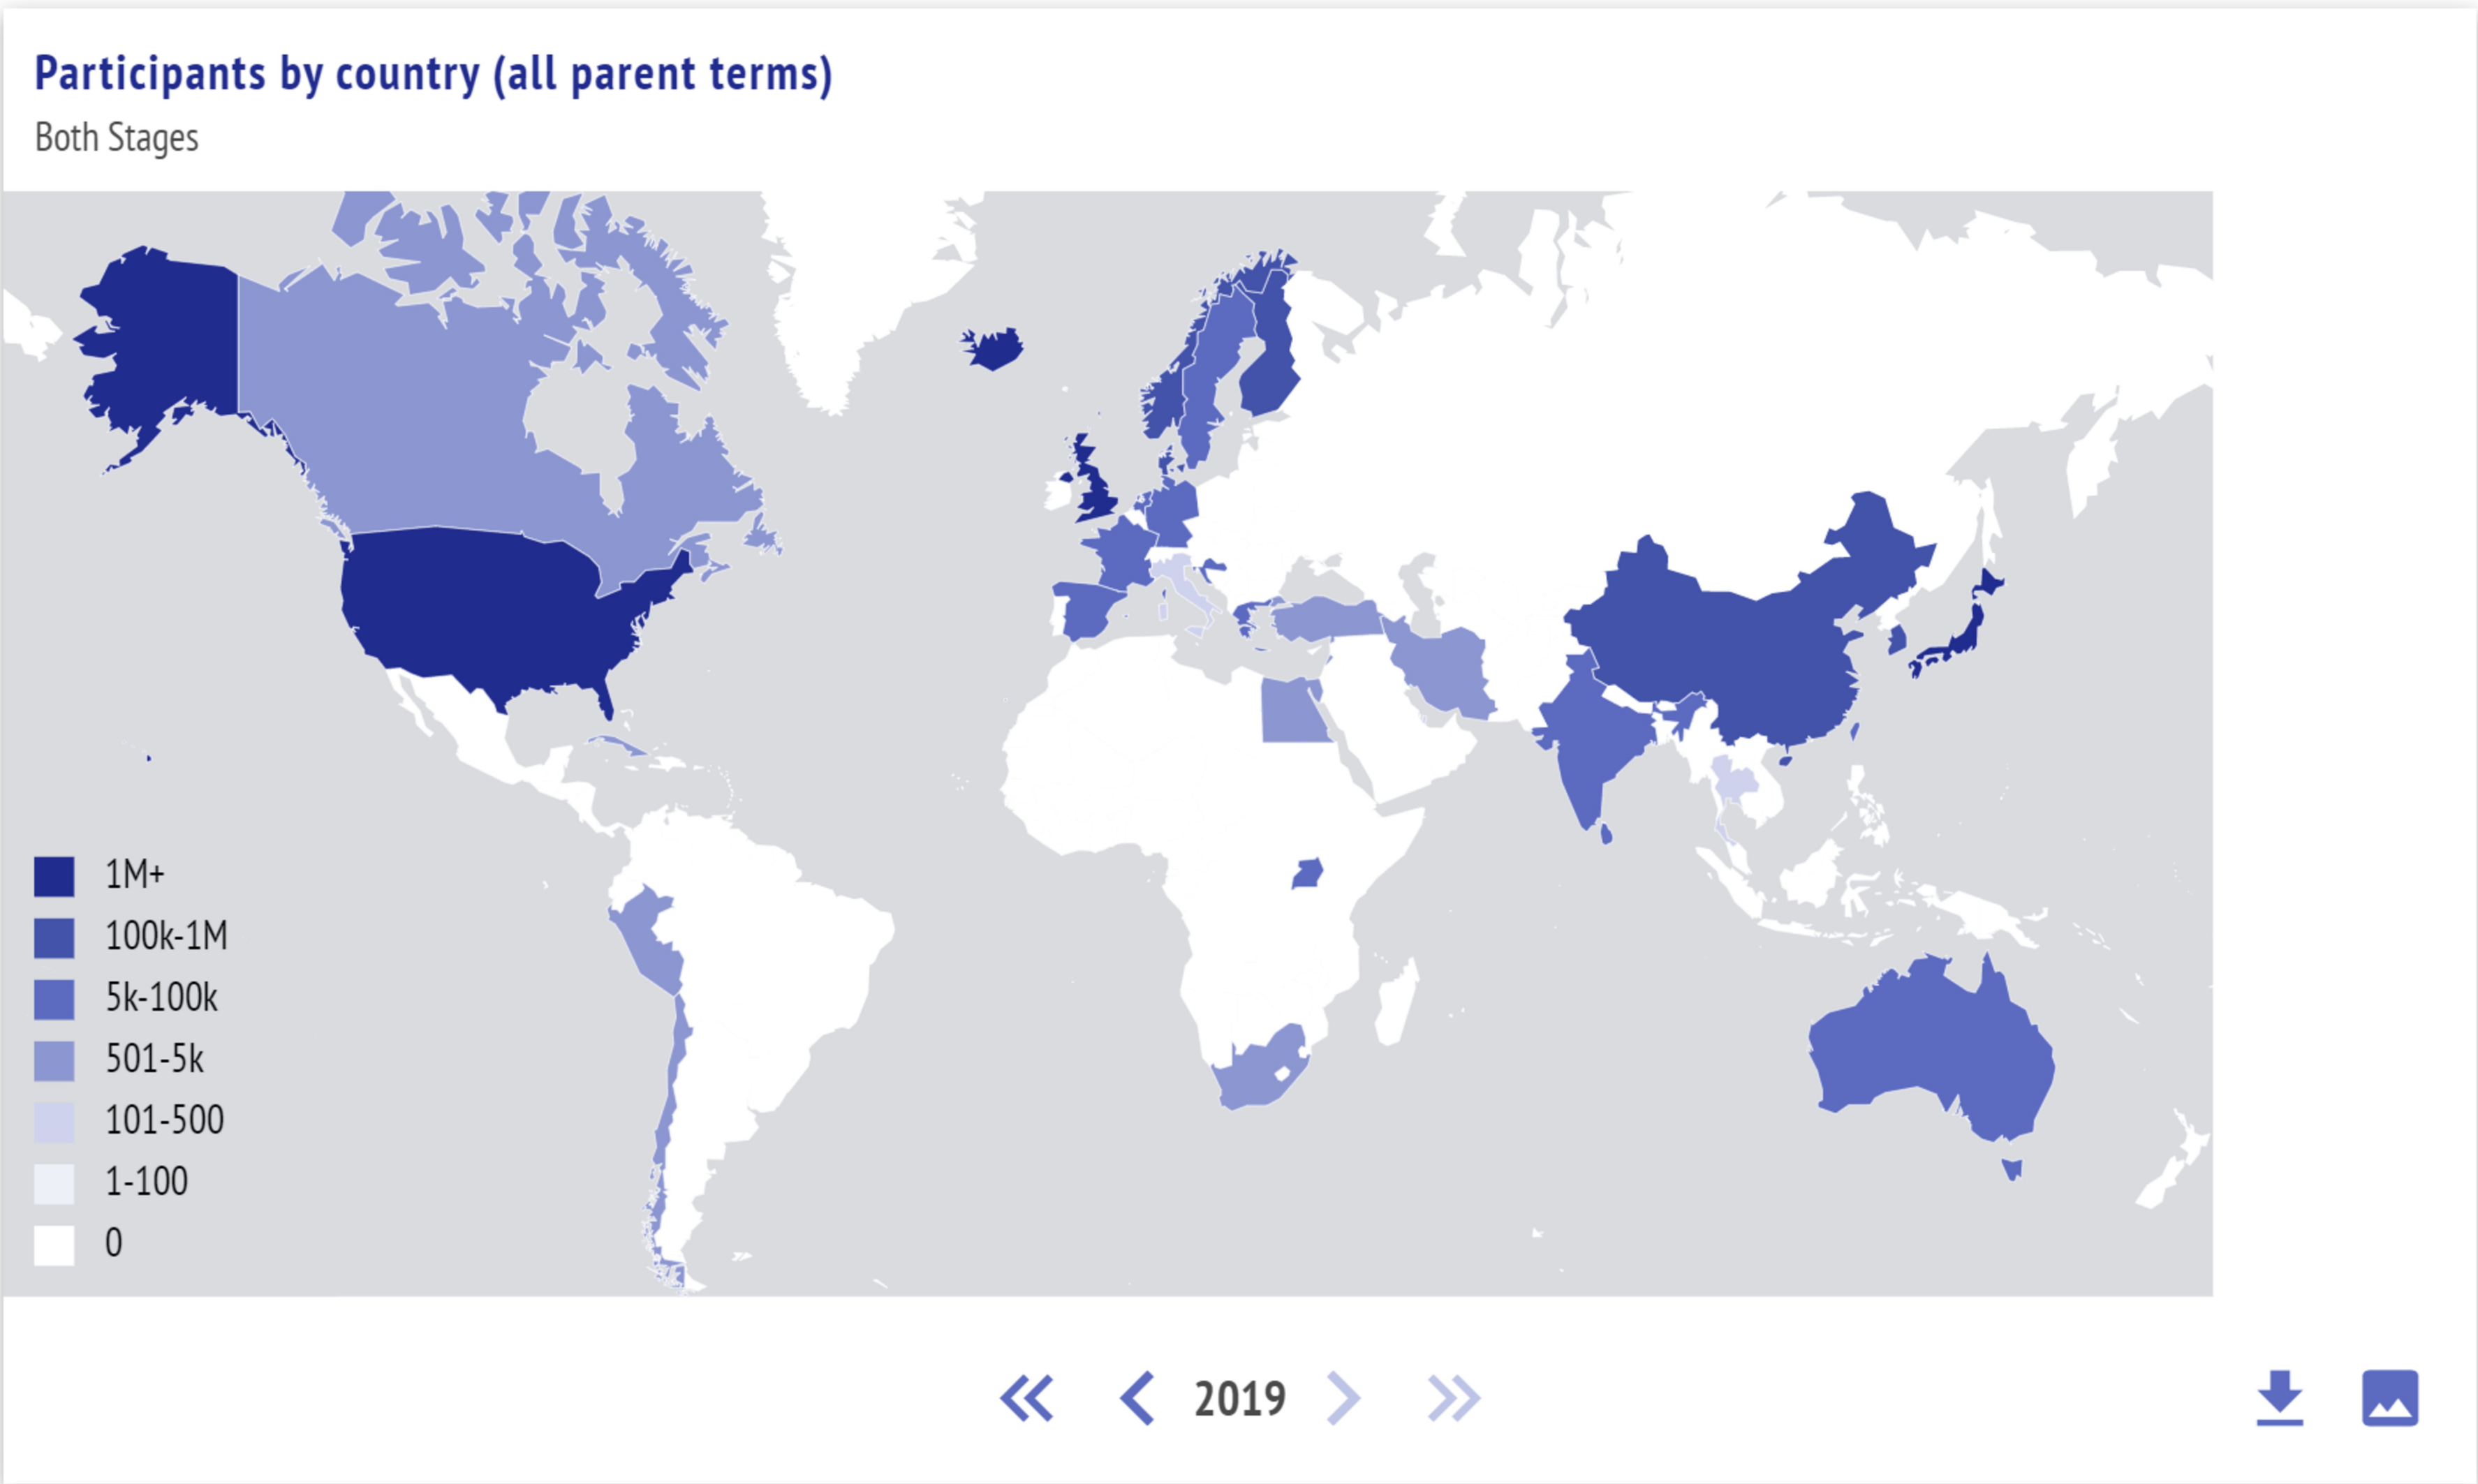 Participants by country (all parent terms)
Both Stages
1M+
100k-1M
5k-100k
501-5k
101-500
1-100
0
2019